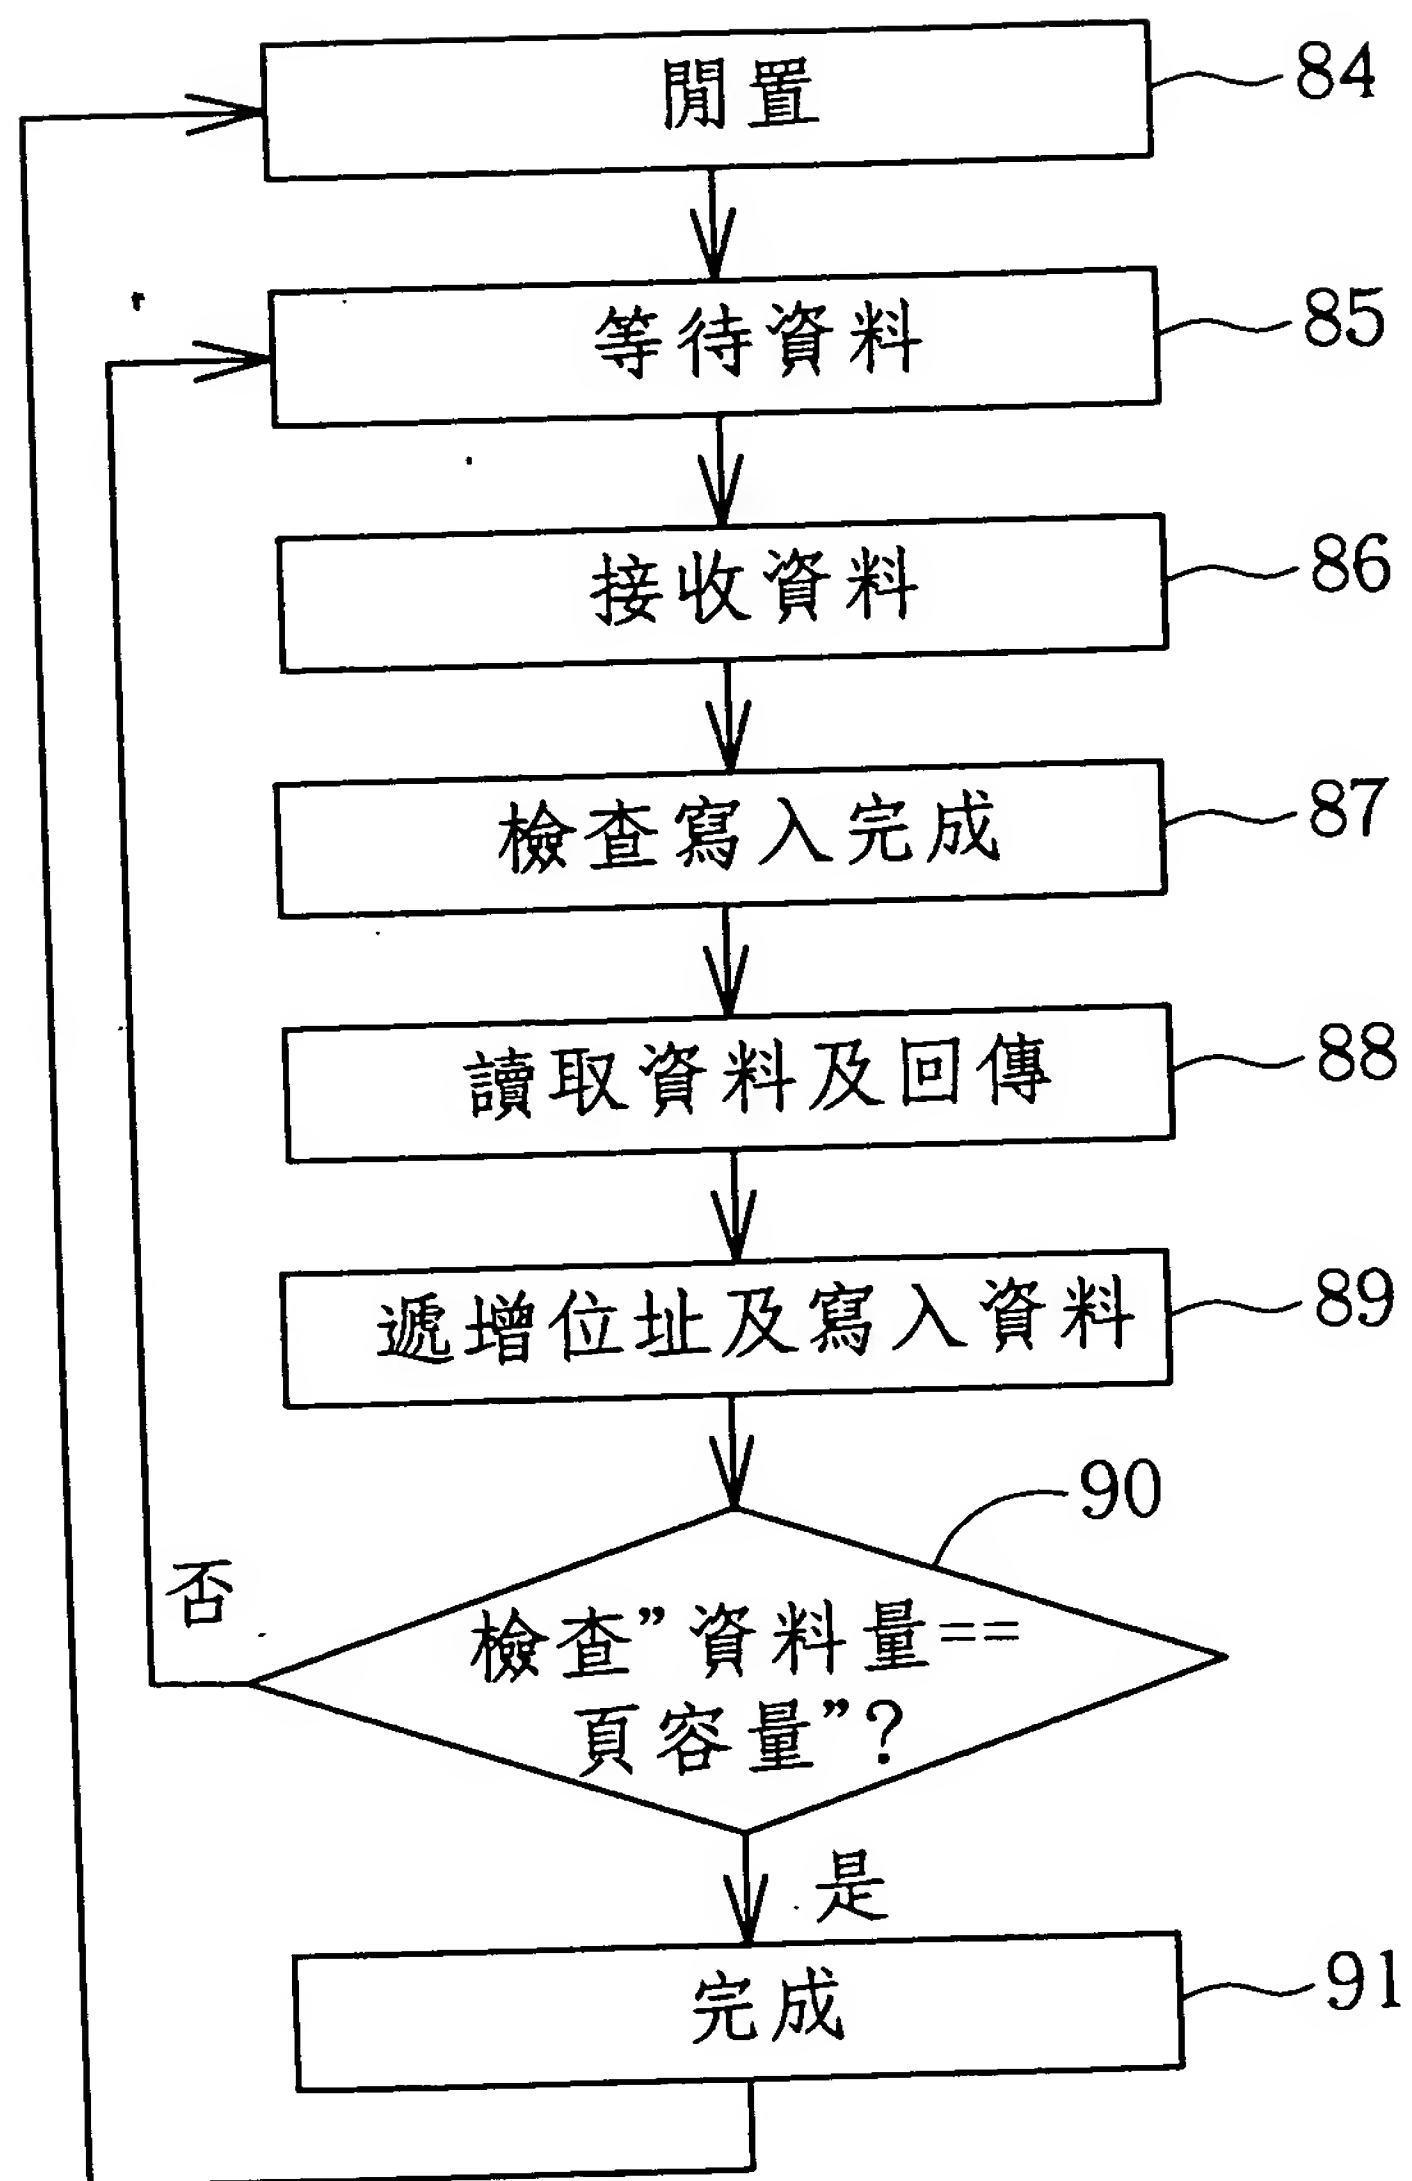 閒置
84
等待資料
85
接收資料
86
檢查寫入完成
87
讀取資料及回傳
88
遞增位址及寫入資料
89
90
否
檢查”資料量==
頁容量”?
是
完成
91